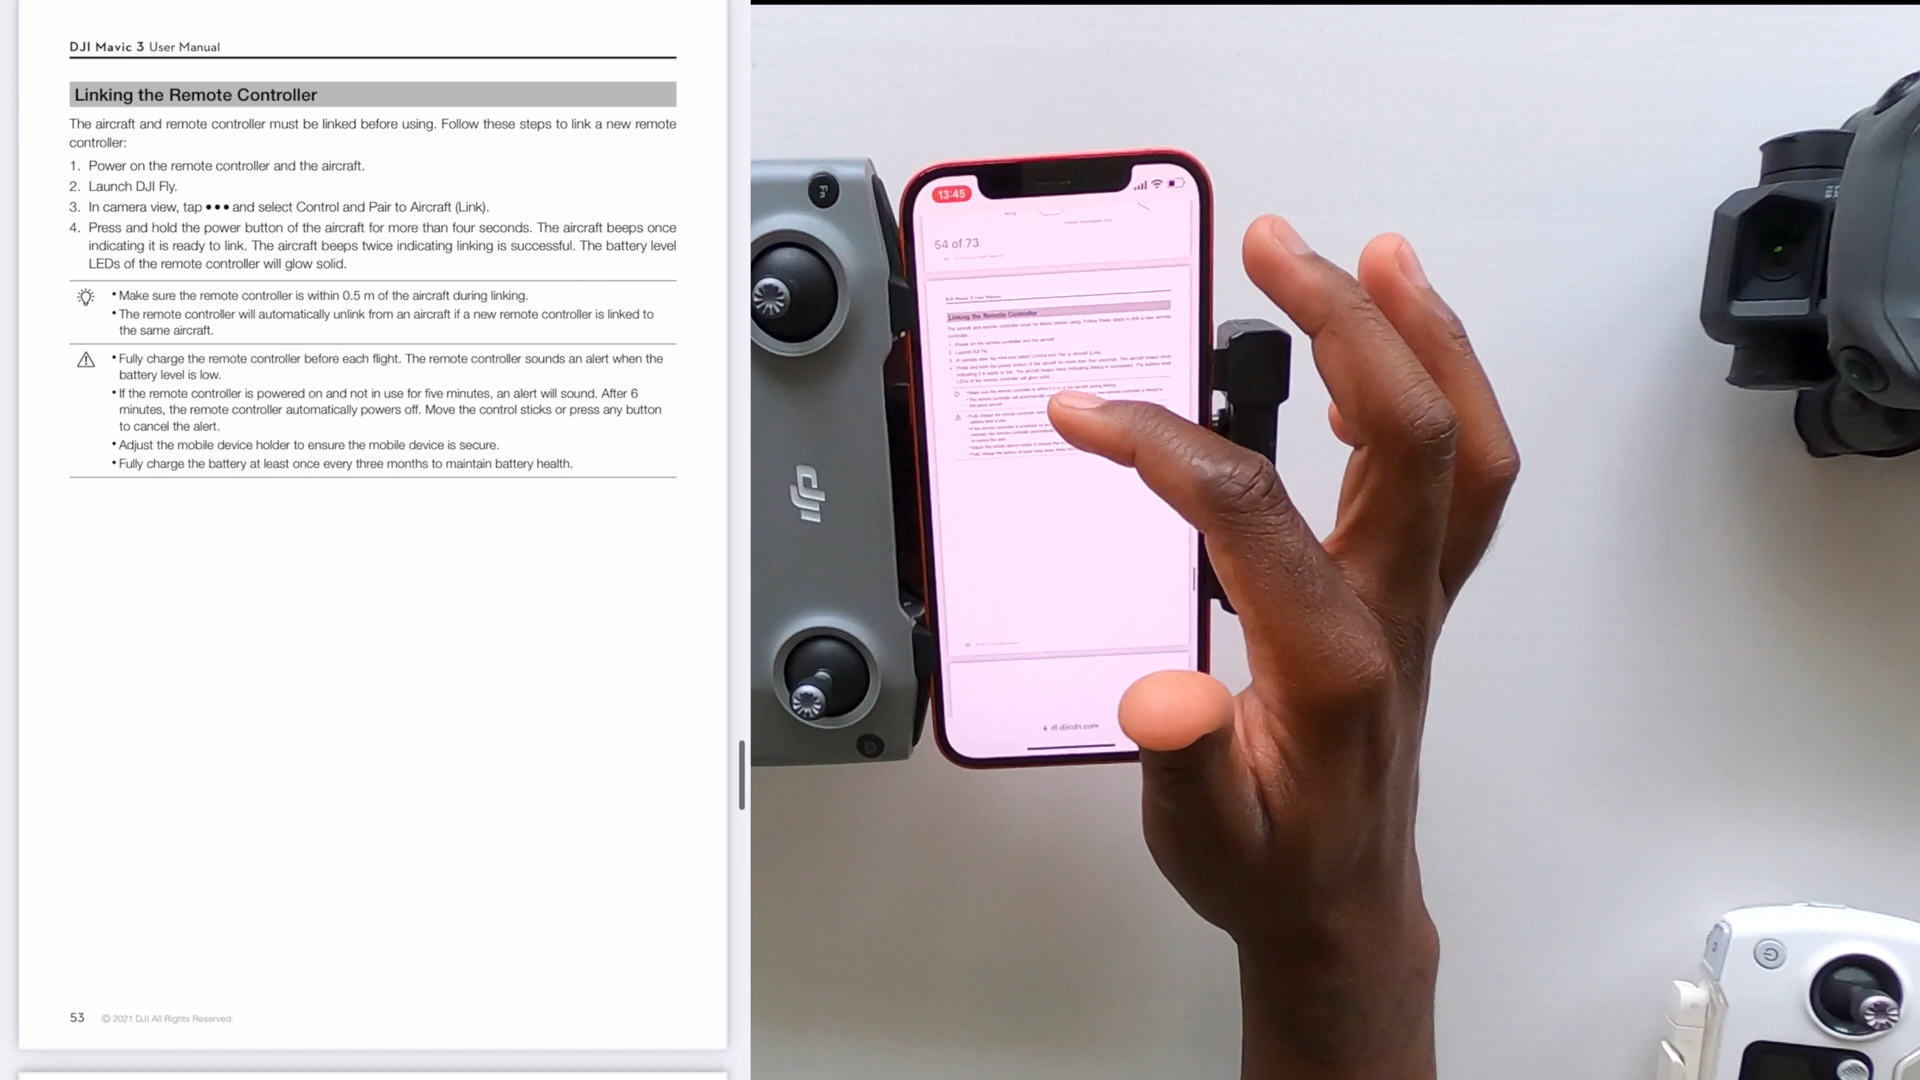 DJI Mavic 3 User Manual
Linking the Remote Controller
The aircraft and remote controller must be linked before using. Follow these steps to link a new remote
controller:
1. Power on the remote controller and the aircraft.
2. Launch DJI Fly.
3. In camera view, tap ••• and select Control and Pair to Aircraft (Link).
4. Press and hold the power button of the aircraft for more than four seconds. The aircraft beeps once
indicating it is ready to link. The aircraft beeps twice indicating linking is successful. The battery level
LEDs of the remote controller will glow solid.
• Make sure the remote controller is within 0.5 m of the aircraft during linking.
• The remote controller will automatically unlink from an aircraft if a new remote controller is linked to
the same aircraft.
• Fully charge the remote controller before each flight. The remote controller sounds an alert when the
battery level is low.
• If the remote controller is powered on and not in use for five minutes, an alert will sound. After 6
minutes, the remote controller automatically powers off. Move the control sticks or press any button
to cancel the alert.
• Adjust the mobile device holder to ensure the mobile device is secure.
• Fully charge the battery at least once every three months to maintain battery health.
53 © 2021 DJI All Rights Reserved.
Fn
dji
13:45
54 of 73
DJI Mavic 3 User Manual
Linking the Remote Controller
dl.djicdn.com